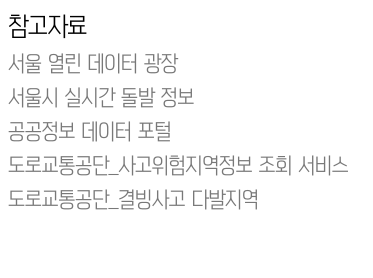 참고자료
서울 열린 데이터 광장
서울시 실시간 돌발 정보
공공정보 데이터 포털
도로교통공단_사고위험지역정보 조회 서비스
도로교통공단_결빙사고 다발지역